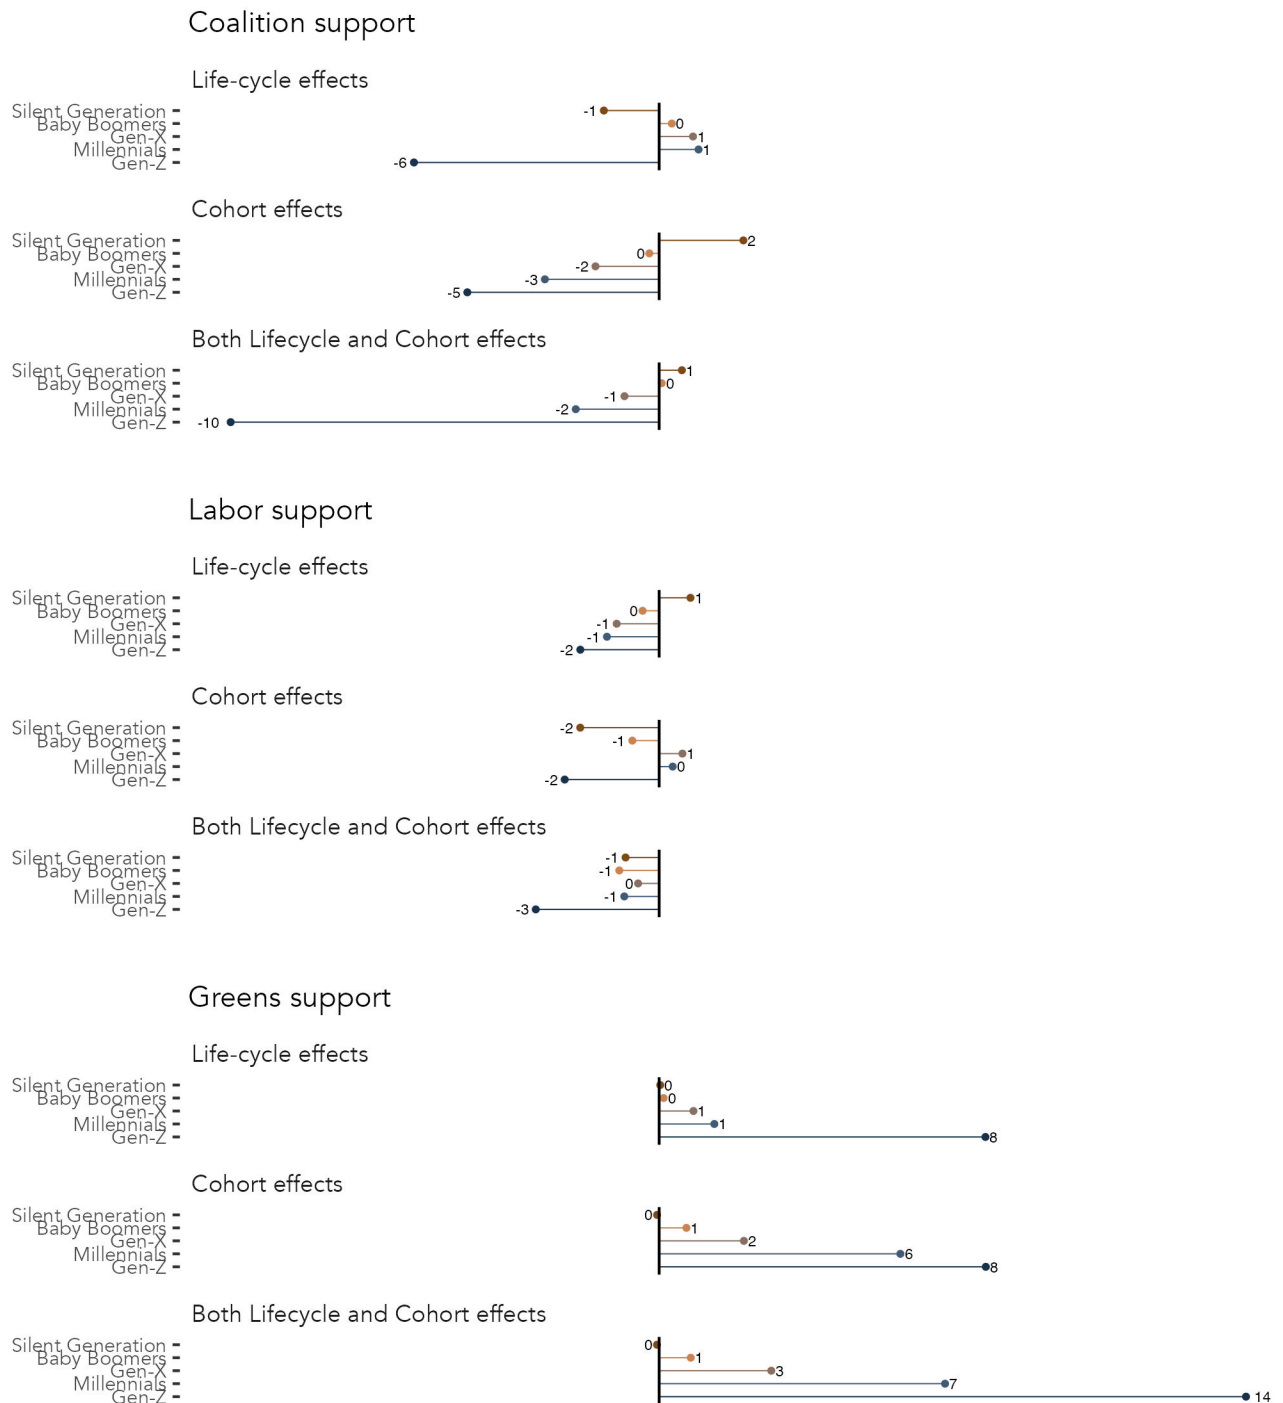 Coalition support
Life-cycle effects
Silent Generation -1
Baby Boomers 0
Gen-X 1
Millennials 1
Gen-Z -6
Cohort effects
Silent Generation 2
Baby Boomers 0
Gen-X -2
Millennials -3
Gen-Z -5
Both Lifecycle and Cohort effects
Silent Generation 1
Baby Boomers 0
Gen-X -1
Millennials -2
Gen-Z -10
Labor support
Life-cycle effects
Silent Generation 1
Baby Boomers 0
Gen-X -1
Millennials -1
Gen-Z -2
Cohort effects
Silent Generation -2
Baby Boomers -1
Gen-X 1
Millennials 0
Gen-Z -2
Both Lifecycle and Cohort effects
Silent Generation -1
Baby Boomers -1
Gen-X 0
Millennials -1
Gen-Z -3
Greens support
Life-cycle effects
Silent Generation 0
Baby Boomers 0
Gen-X 1
Millennials 1
Gen-Z 8
Cohort effects
Silent Generation 0
Baby Boomers 1
Gen-X 2
Millennials 6
Gen-Z 8
Both Lifecycle and Cohort effects
Silent Generation 0
Baby Boomers 1
Gen-X 3
Millennials 7
Gen-Z 14